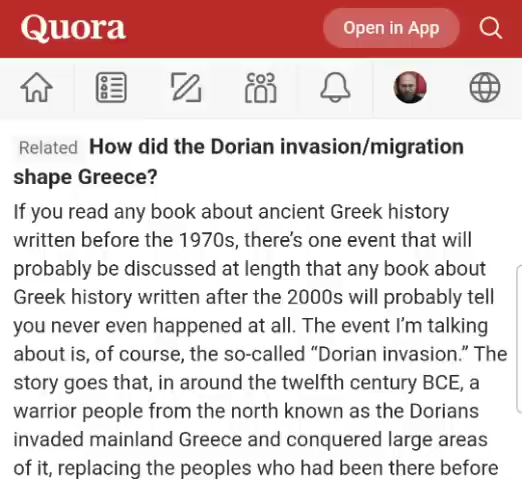 Quora
Open in App
Related How did the Dorian invasion/migration
shape Greece?
If you read any book about ancient Greek history
written before the 1970s, there's one event that will
probably be discussed at length that any book about
Greek history written after the 2000s will probably tell
you never even happened at all. The event I'm talking
about is, of course, the so-called “Dorian invasion.” The
story goes that, in around the twelfth century BCE, a
warrior people from the north known as the Dorians
invaded mainland Greece and conquered large areas
of it, replacing the peoples who had been there before